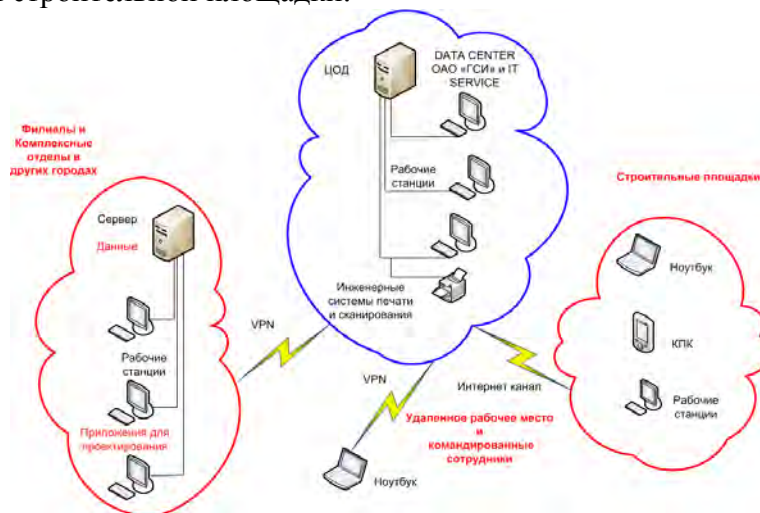 строительной площадки.
ЦОД
DATA CENTER
ОАО «ГСИ» и IT
SERVICE
Рабочие
станции
Инженерные
системы печати
и сканирования
Филиалы и
Комплексные
отделы в
других городах
Сервер
Данные
Рабочие
станции
Приложения для
проектирования
VPN
VPN
Интернет канал
Удаленное рабочее место
и
командированные
сотрудники
Ноутбук
Строительные площадки
Ноутбук
КПК
Рабочие
станции